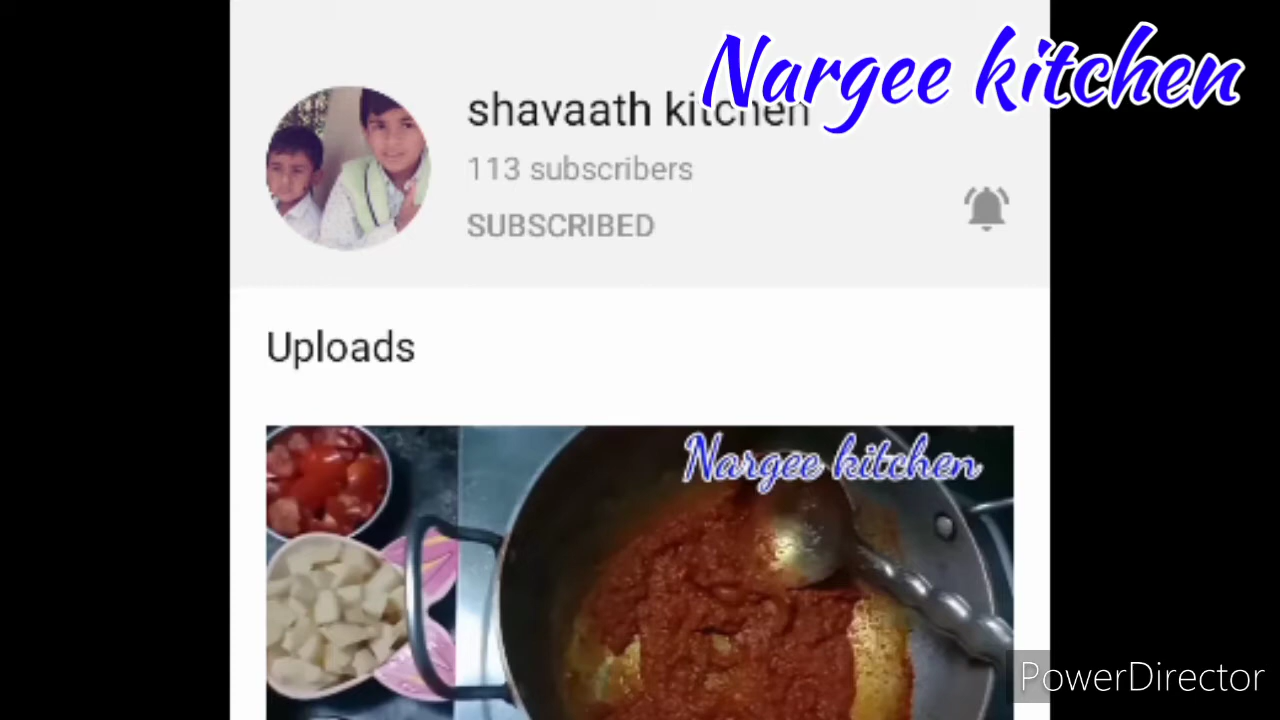 Nargee kitchen
shavaath kitchen
113 subscribers
SUBSCRIBED
Uploads
Nargee kitchen
PowerDirector